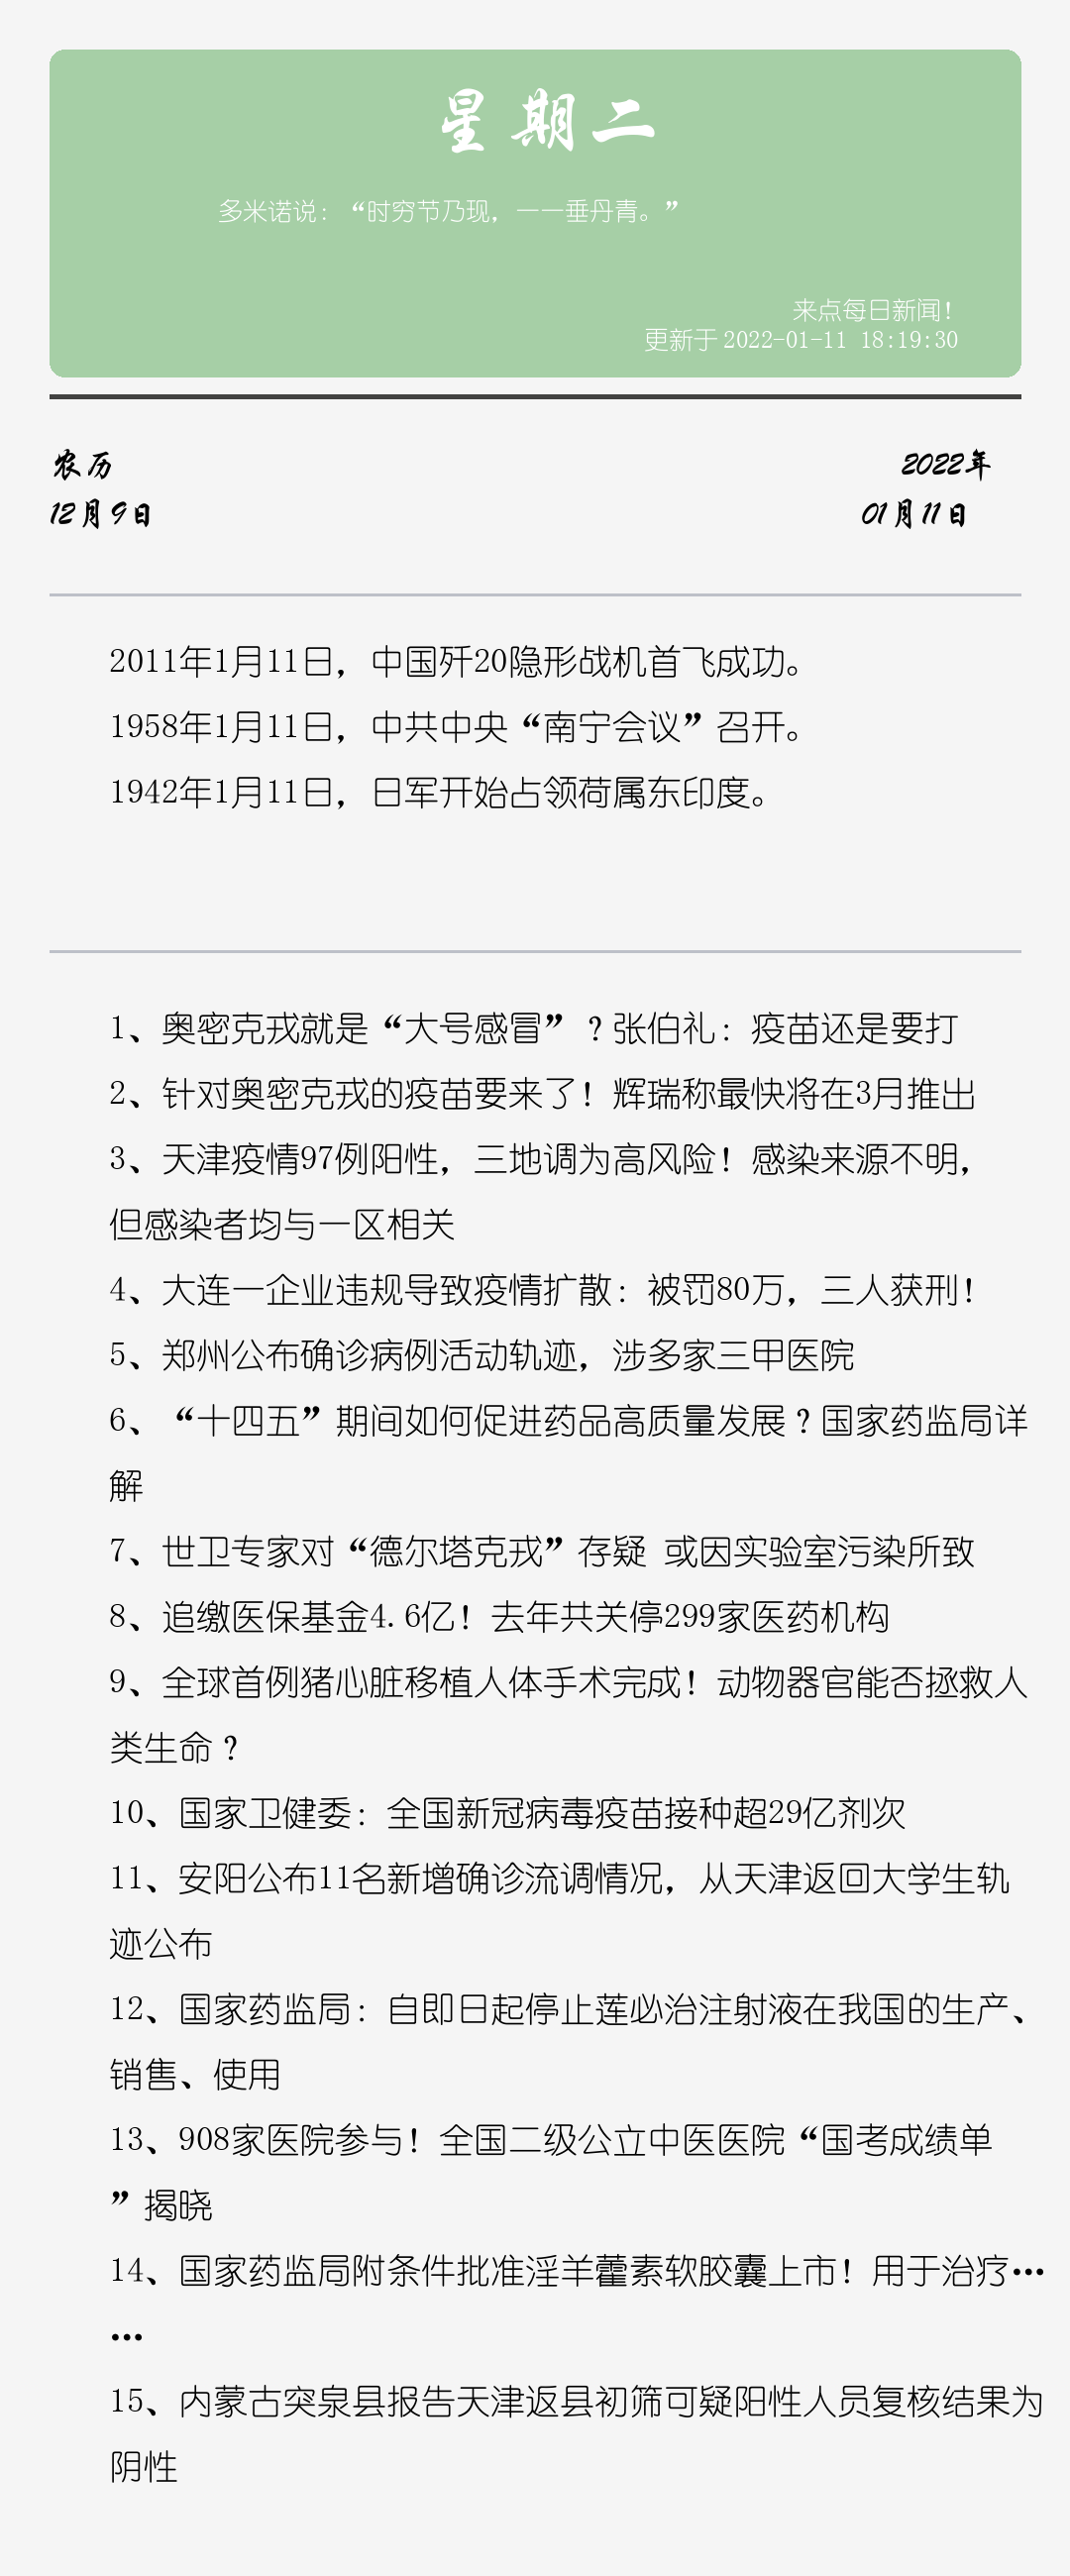 星期二
多米诺说：“时穷节乃现，一一垂丹青。”
来点每日新闻！
更新于 2022-01-11 18:19:30
农历
12月9日
2022年
01月11日
2011年1月11日，中国歼20隐形战机首飞成功。
1958年1月11日，中共中央“南宁会议”召开。
1942年1月11日，日军开始占领荷属东印度。
1、奥密克戎就是“大号感冒”？张伯礼：疫苗还是要打
2、针对奥密克戎的疫苗要来了！辉瑞称最快将在3月推出
3、天津疫情97例阳性，三地调为高风险！感染来源不明，
但感染者均与一区相关
4、大连一企业违规导致疫情扩散：被罚80万，三人获刑！
5、郑州公布确诊病例活动轨迹，涉多家三甲医院
6、“十四五”期间如何促进药品高质量发展？国家药监局详
解
7、世卫专家对“德尔塔克戎”存疑 或因实验室污染所致
8、追缴医保基金4.6亿！去年共关停299家医药机构
9、全球首例猪心脏移植人体手术完成！动物器官能否拯救人
类生命？
10、国家卫健委：全国新冠病毒疫苗接种超29亿剂次
11、安阳公布11名新增确诊流调情况，从天津返回大学生轨
迹公布
12、国家药监局：自即日起停止莲必治注射液在我国的生产、
销售、使用
13、908家医院参与！全国二级公立中医医院“国考成绩单
”揭晓
14、国家药监局附条件批准淫羊藿素软胶囊上市！用于治疗…
…
15、内蒙古突泉县报告天津返县初筛可疑阳性人员复核结果为
阴性